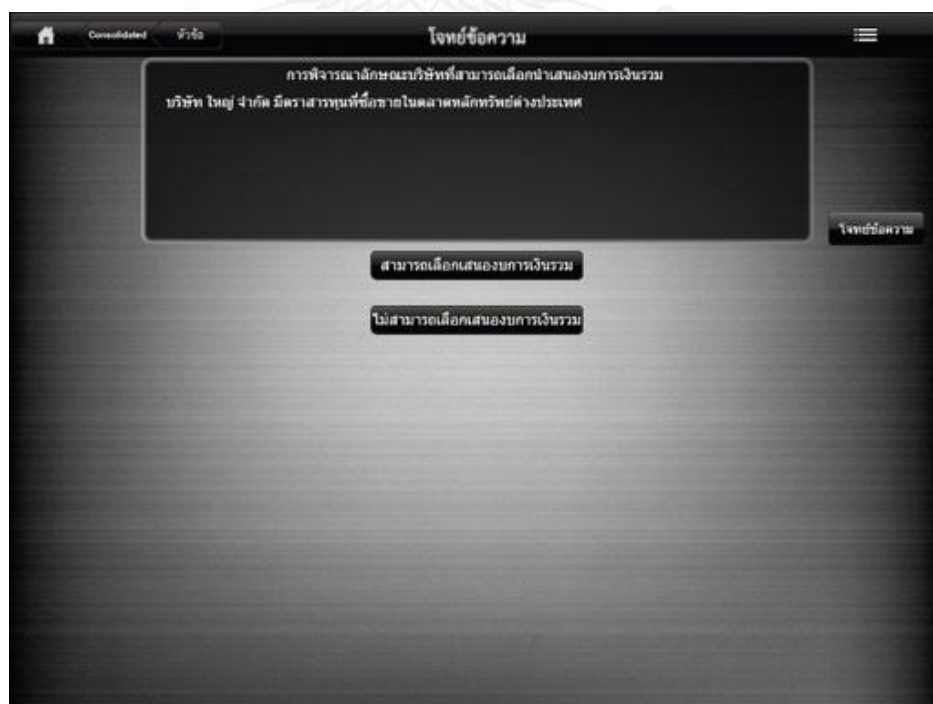 Consolidated หัวข้อ โจทย์ข้อความ
การพิจารณาลักษณะบริษัทที่สามารถเลือกนำเสนองบการเงินรวม
บริษัท ใหญ่ จำกัด มีตราสารทุนที่ซื้อขายในตลาดหลักทรัพย์ต่างประเทศ
โจทย์ข้อความ
สามารถเลือกเสนองบการเงินรวม
ไม่สามารถเลือกเสนองบการเงินรวม